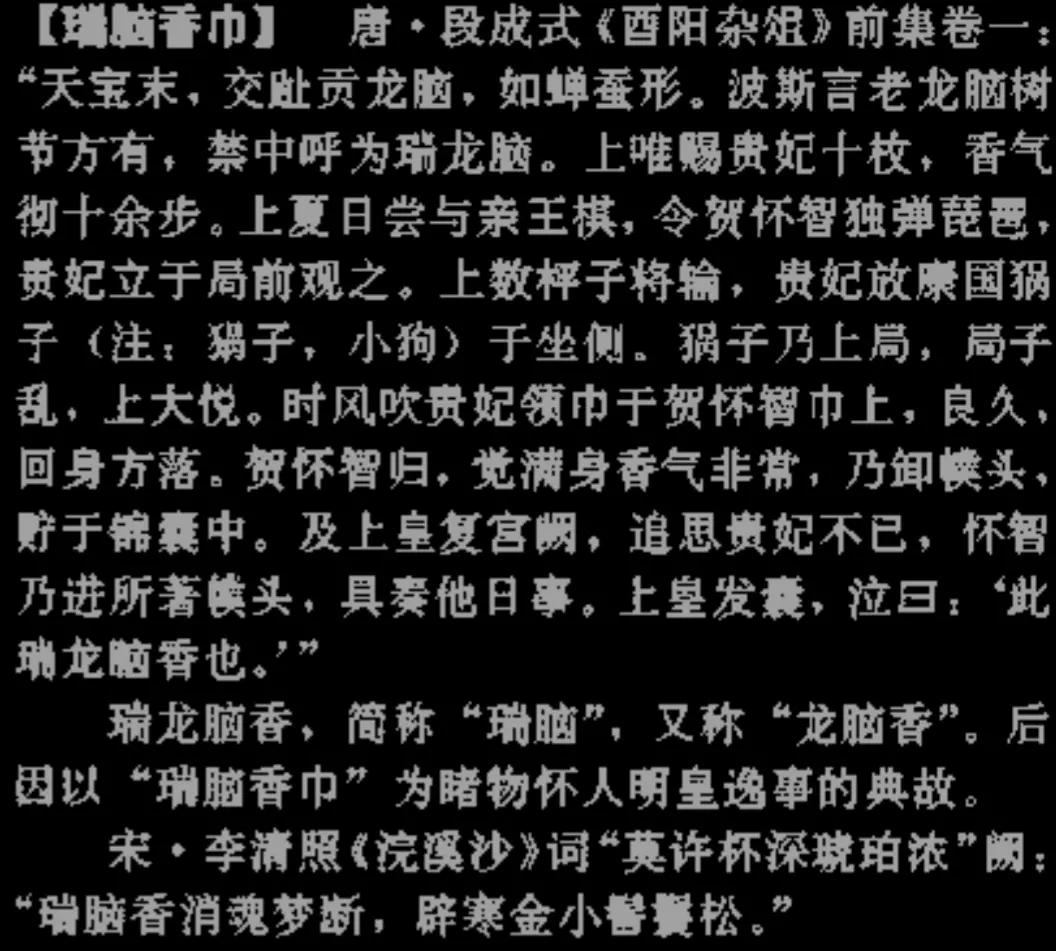 【瑞脑香巾】　唐·段成式《酉阳杂俎》前集卷一：
“天宝末，交趾贡龙脑，如蝉蚕形。波斯言老龙脑树
节方有，禁中呼为瑞龙脑。上唯赐贵妃十枚，香气
彻十余步。上夏日尝与亲王棋，令贺怀智独弹琵琶，
贵妃立于局前观之。上数枰子将输，贵妃放康国猧
子（注：猧子，小狗）于坐侧。猧子乃上局，局子
乱，上大悦。时风吹贵妃领巾于贺怀智巾上，良久，
回身方落。贺怀智归，觉满身香气非常，乃卸幞头，
贮于锦囊中。及上皇复宫阙，追思贵妃不已，怀智
乃进所著幞头，具奏他日事。上皇发囊，泣曰：‘此
瑞龙脑香也。’”
瑞龙脑香，简称“瑞脑”，又称“龙脑香”。后
因以“瑞脑香巾”为睹物怀人明皇逸事的典故。
宋·李清照《浣溪沙》词“莫许杯深琥珀浓”阙：
“瑞脑香消魂梦断，辟寒金小髻鬟松。”